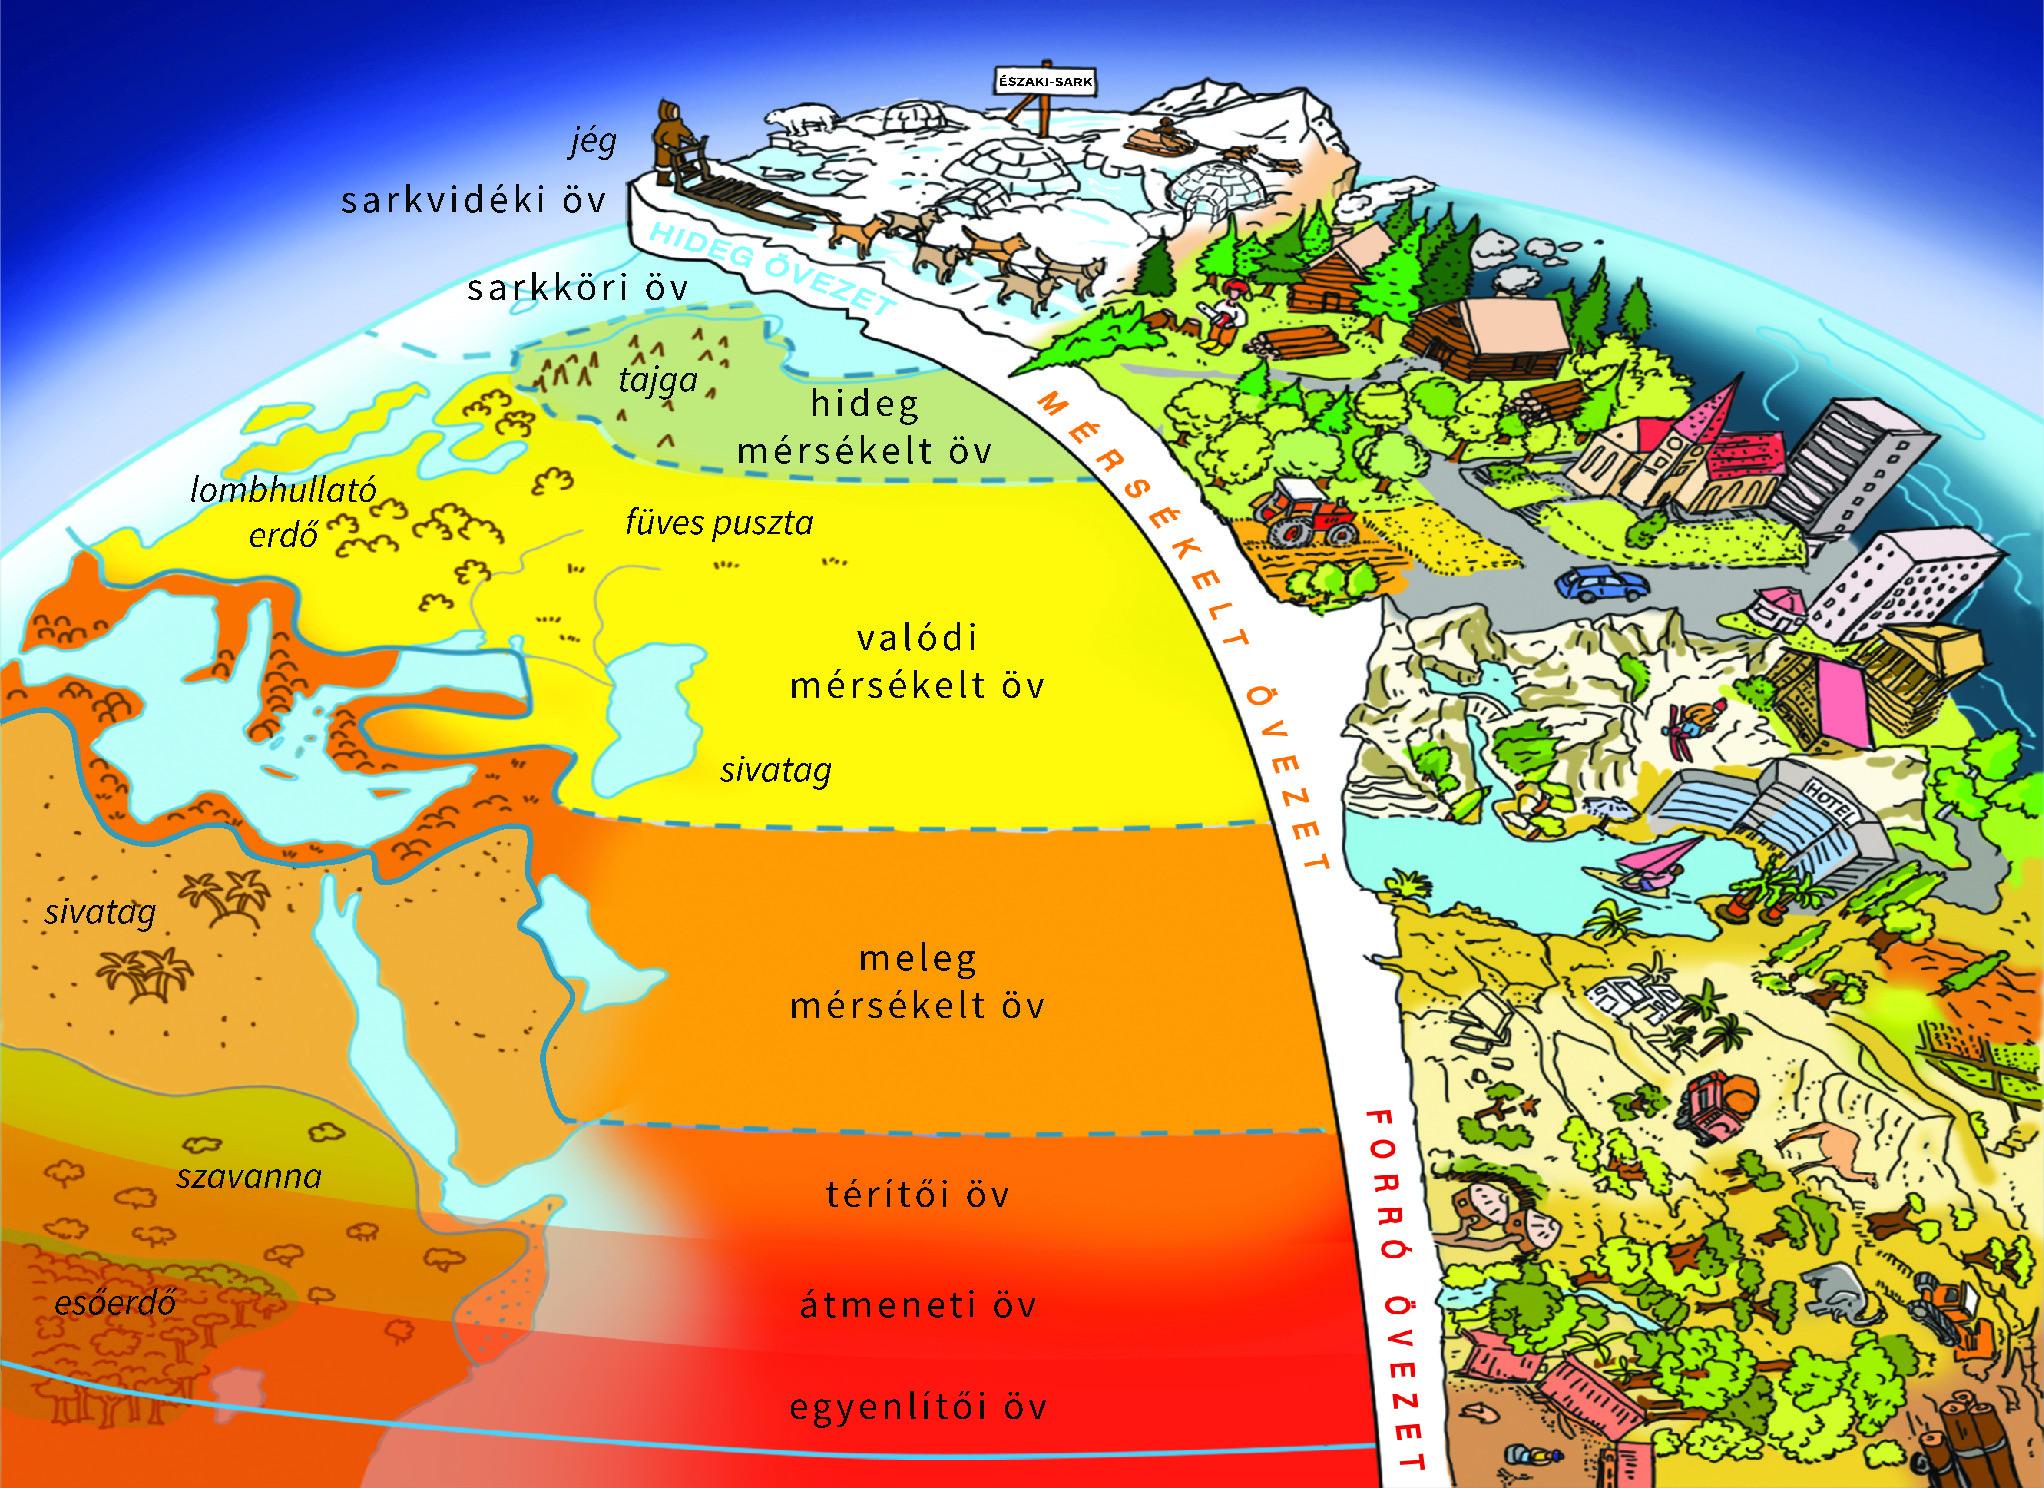 ÉSZAKI-SARK
jég
sarkvidéki öv
HIDEG ÖVEZET
sarkköri öv
tajga
hideg
mérsékelt öv
MÉRSÉKELT ÖVEZET
lombhullató
erdő
füves puszta
valódi
mérsékelt öv
sivatag
HOTEL
sivatag
meleg
mérsékelt öv
FORRÓ ÖVEZET
szavanna
térítői öv
esőerdő
átmeneti öv
egyenlítői öv